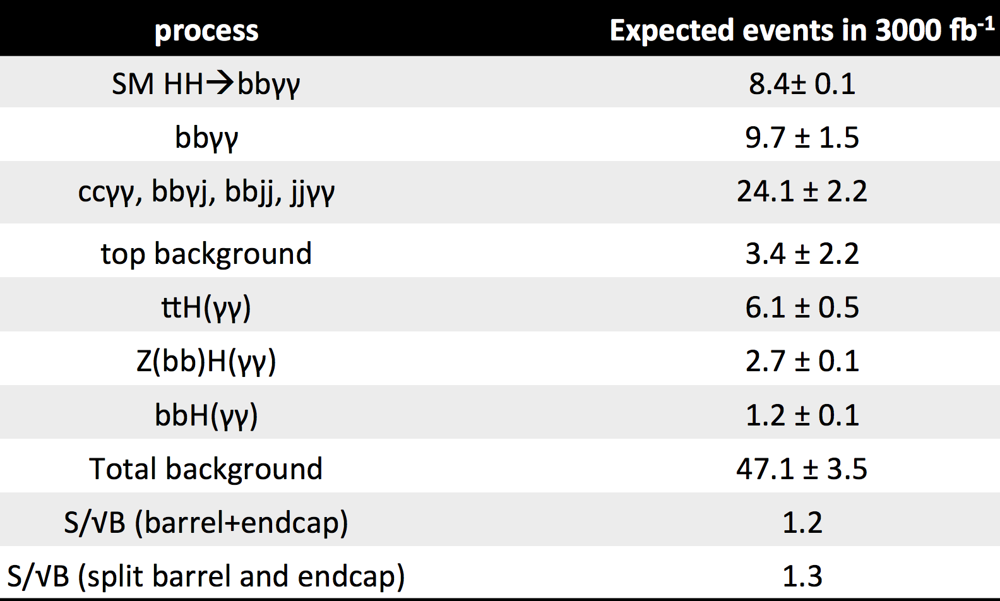 process Expected events in 3000 fb⁻¹
SM HH→bbγγ 8.4± 0.1
bbγγ 9.7 ± 1.5
ccγγ, bbγj, bbjj, jjγγ 24.1 ± 2.2
top background 3.4 ± 2.2
ttH(γγ) 6.1 ± 0.5
Z(bb)H(γγ) 2.7 ± 0.1
bbH(γγ) 1.2 ± 0.1
Total background 47.1 ± 3.5
S/√B (barrel+endcap) 1.2
S/√B (split barrel and endcap) 1.3